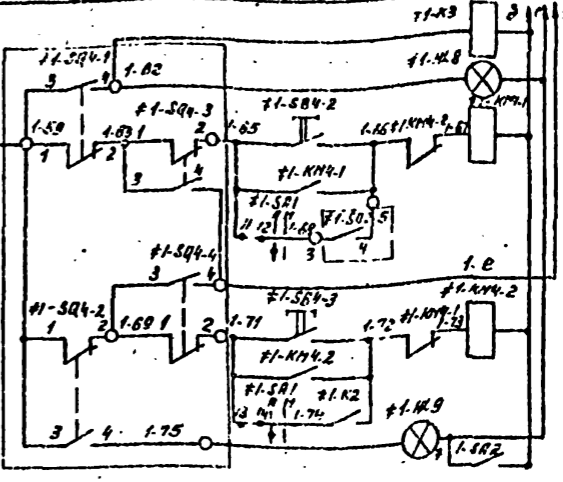 т1-К3
д
#1-SQ4-1
3
4
1-82
#1-HL8
#1-SQ4-3
#1-SB4-2
1-59
1
2
1-63
1
2
1-65
1-66
1-67
3
4
#1-KM4-1
#1-SA1
11
12
1-68
3
4
5
#1-SQ4-4
3
4
1-е
#1-SB4-3
#1-KM4-2
#1-SQ4-2
1
2
1-69
1
2
1-71
1-72
#1-KM4-1
1-73
#1-KM4-2
#1-SA1
#1-K2
13
14
1-74
#1-HL9
3
4
1-75
1-SA2